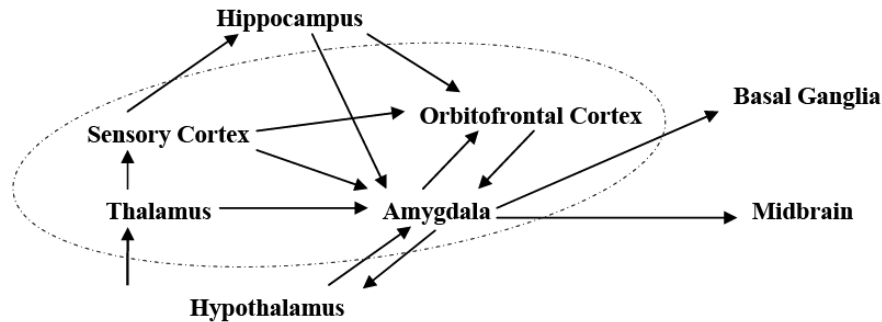 Hippocampus
Basal Ganglia
Orbitofrontal Cortex
Sensory Cortex
Thalamus
Amygdala
Midbrain
Hypothalamus